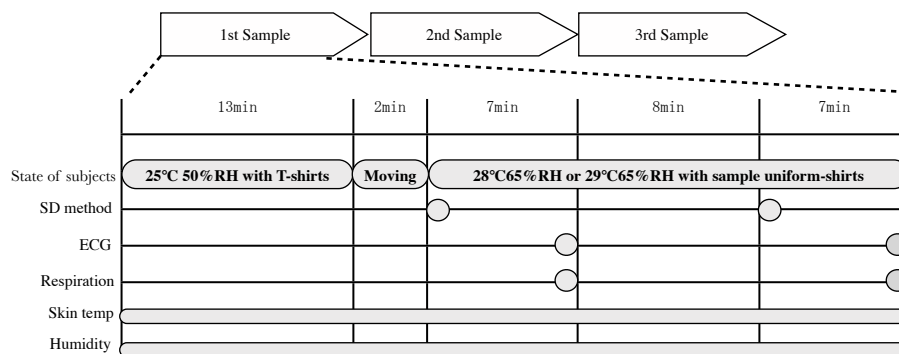 1st Sample 2nd Sample 3rd Sample
13min 2min 7min 8min 7min
State of subjects 25℃ 50%RH with T-shirts Moving 28℃65%RH or 29℃65%RH with sample uniform-shirts
SD method
ECG
Respiration
Skin temp
Humidity